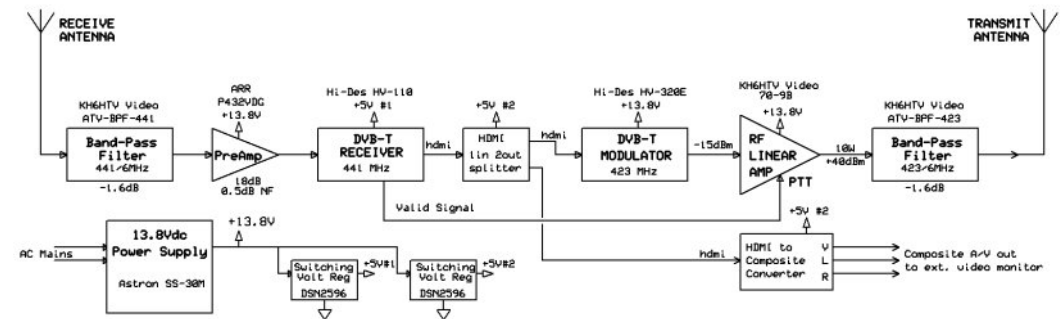 RECEIVE
ANTENNA
TRANSMIT
ANTENNA
KH6HTV Video
ATV-BPF-441
Band-Pass
Filter
441/6MHz
-1.6dB
ARR
P432VDG
+13.8V
PreAmp
18dB
0.5dB NF
Hi-Des HV-110
+5V #1
DVB-T
RECEIVER
441 MHz
hdmi
+5V #2
HDMI
1in 2out
splitter
hdmi
Hi-Des HV-320E
+13.8V
DVB-T
MODULATOR
423 MHz
-15dBm
KH6HTV Video
70-9B
+13.8V
RF
LINEAR
AMP
PTT
10W
+40dBm
KH6HTV Video
ATV-BPF-423
Band-Pass
Filter
423/6MHz
-1.6dB
Valid Signal
AC Mains
13.8Vdc
Power Supply
Astron SS-30M
+13.8V
Switching
Volt Reg
DSN2596
+5V#1
Switching
Volt Reg
DSN2596
+5V#2
hdmi
+5V #2
HDMI to
Composite
Converter
V
L
R
Composite A/V out
to ext. video monitor